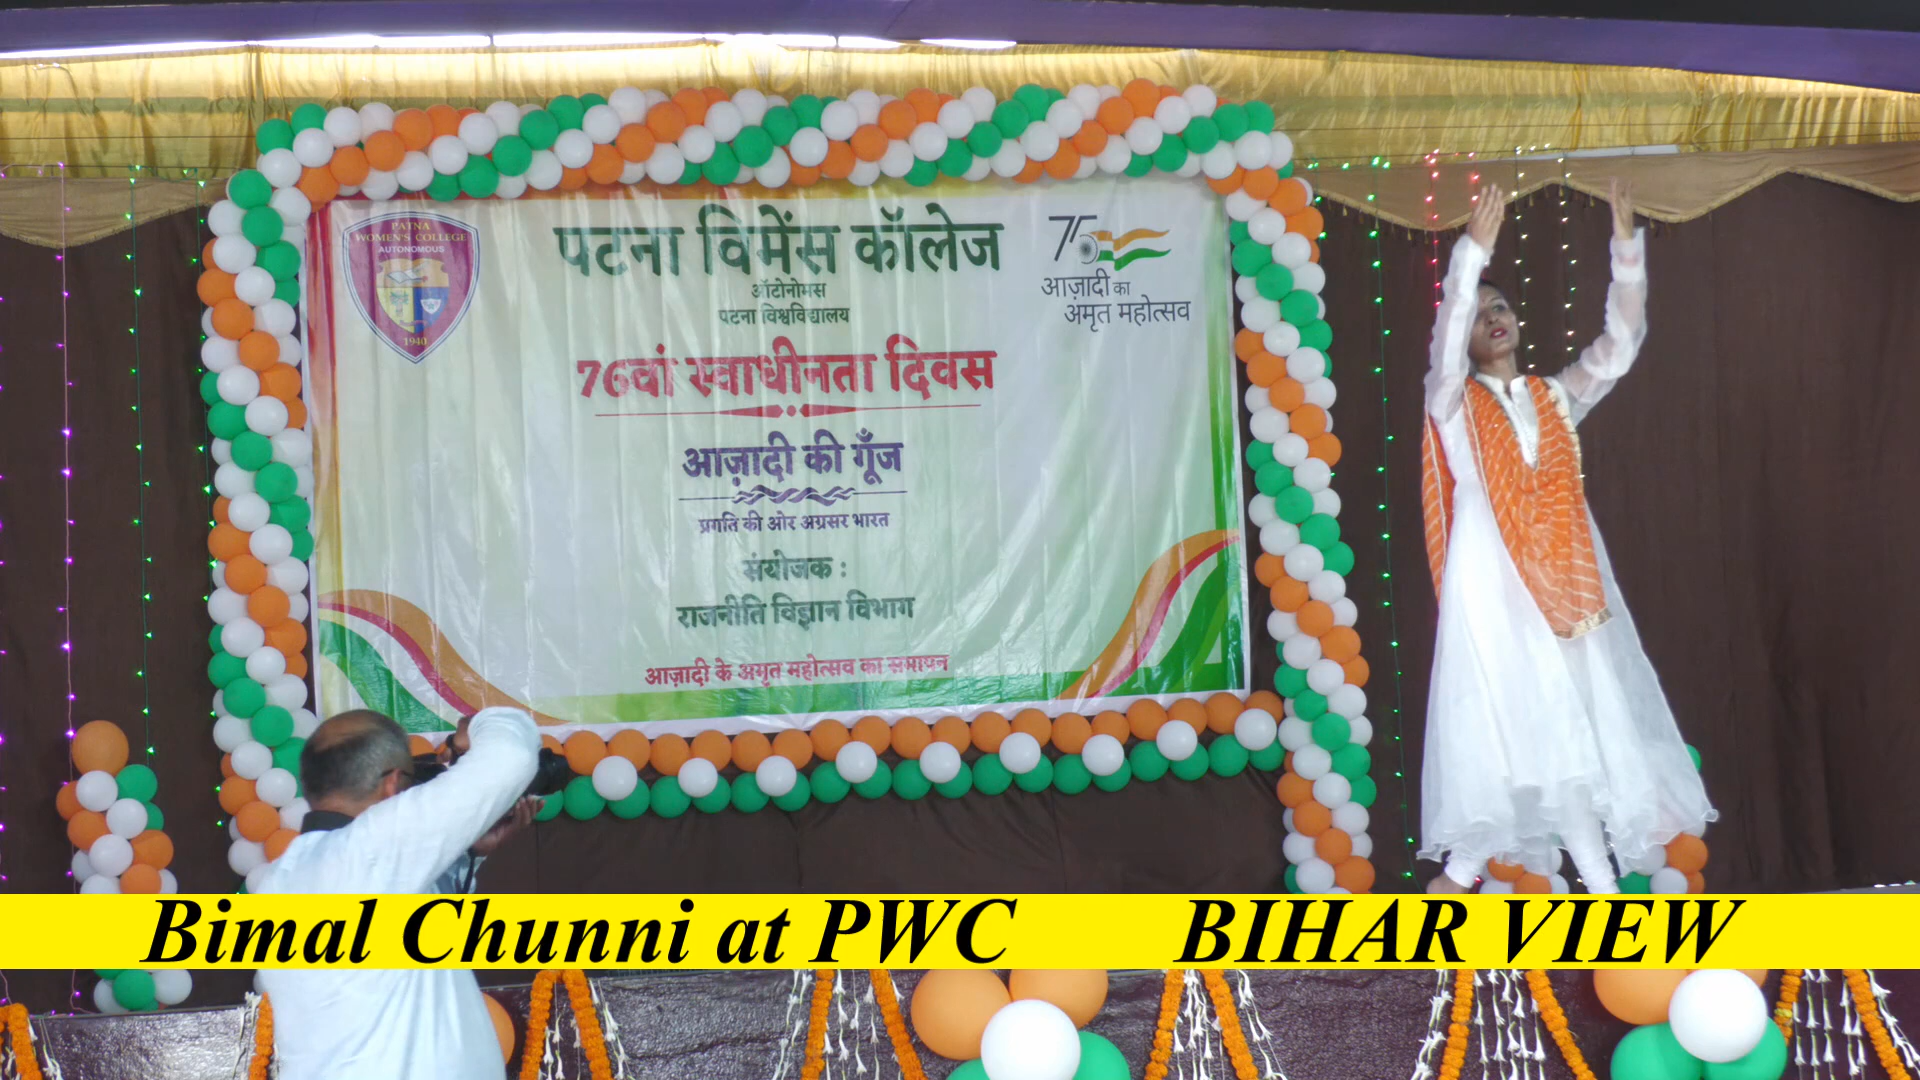 PATNA
WOMEN'S COLLEGE
AUTONOMOUS
1940
पटना विमेंस कॉलेज
ऑटोनोमस
पटना विश्वविद्यालय
75
आज़ादी का
अमृत महोत्सव
76वां स्वाधीनता दिवस
आज़ादी की गूँज
प्रगति की ओर अग्रसर भारत
संयोजक :
राजनीति विज्ञान विभाग
आज़ादी के अमृत महोत्सव का समापन
Bimal Chunni at PWC BIHAR VIEW